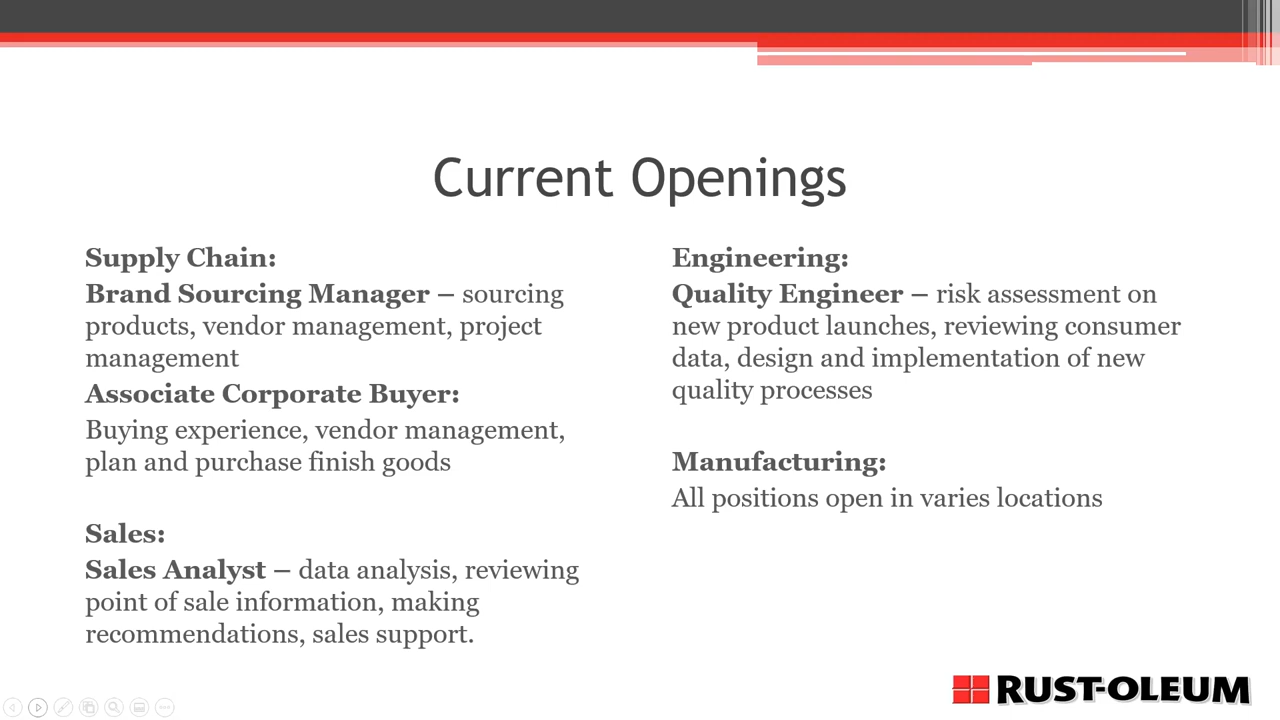 Current Openings
Supply Chain:
Brand Sourcing Manager – sourcing
products, vendor management, project
management
Associate Corporate Buyer:
Buying experience, vendor management,
plan and purchase finish goods
Sales:
Sales Analyst – data analysis, reviewing
point of sale information, making
recommendations, sales support.
Engineering:
Quality Engineer – risk assessment on
new product launches, reviewing consumer
data, design and implementation of new
quality processes
Manufacturing:
All positions open in varies locations
RUST-OLEUM